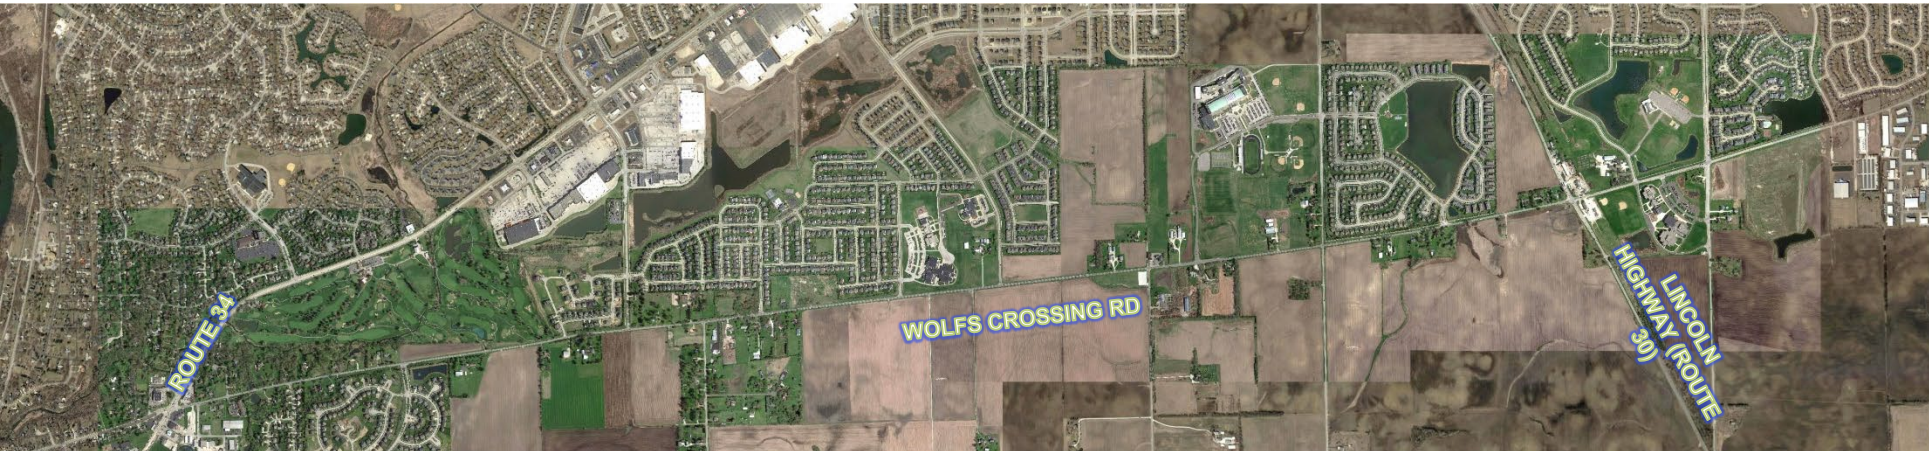 ROUTE 34
WOLFS CROSSING RD
LINCOLN
HIGHWAY (ROUTE
30)